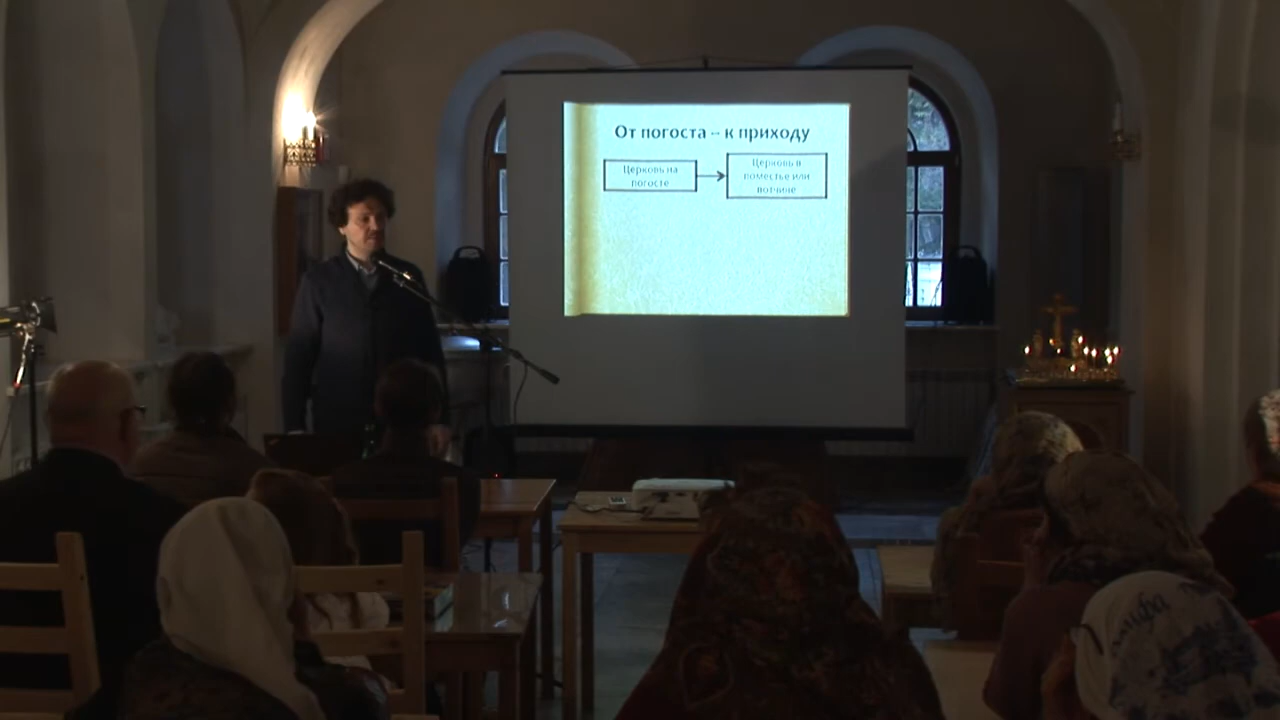 От погоста – к приходу
Церковь на
погосте
Церковь в
поместье или
вотчине